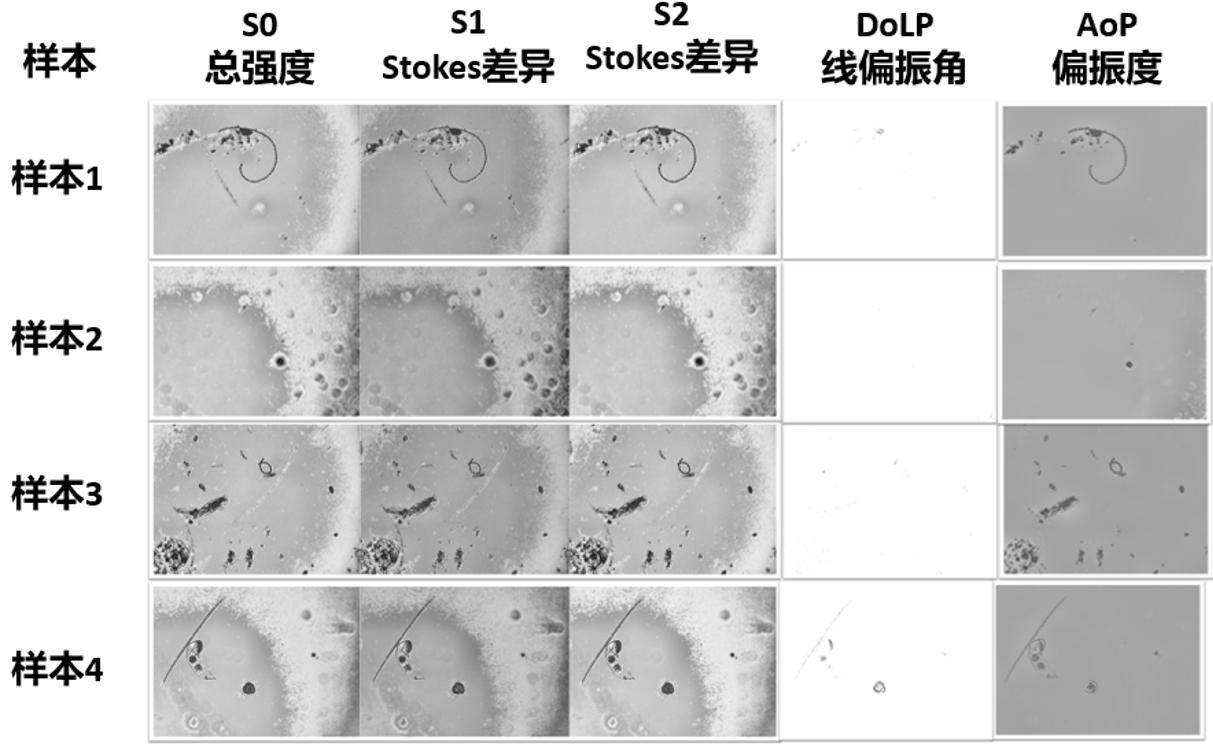 样本
S0
总强度
S1
Stokes差异
S2
Stokes差异
DoLP
线偏振角
AoP
偏振度
样本1
样本2
样本3
样本4